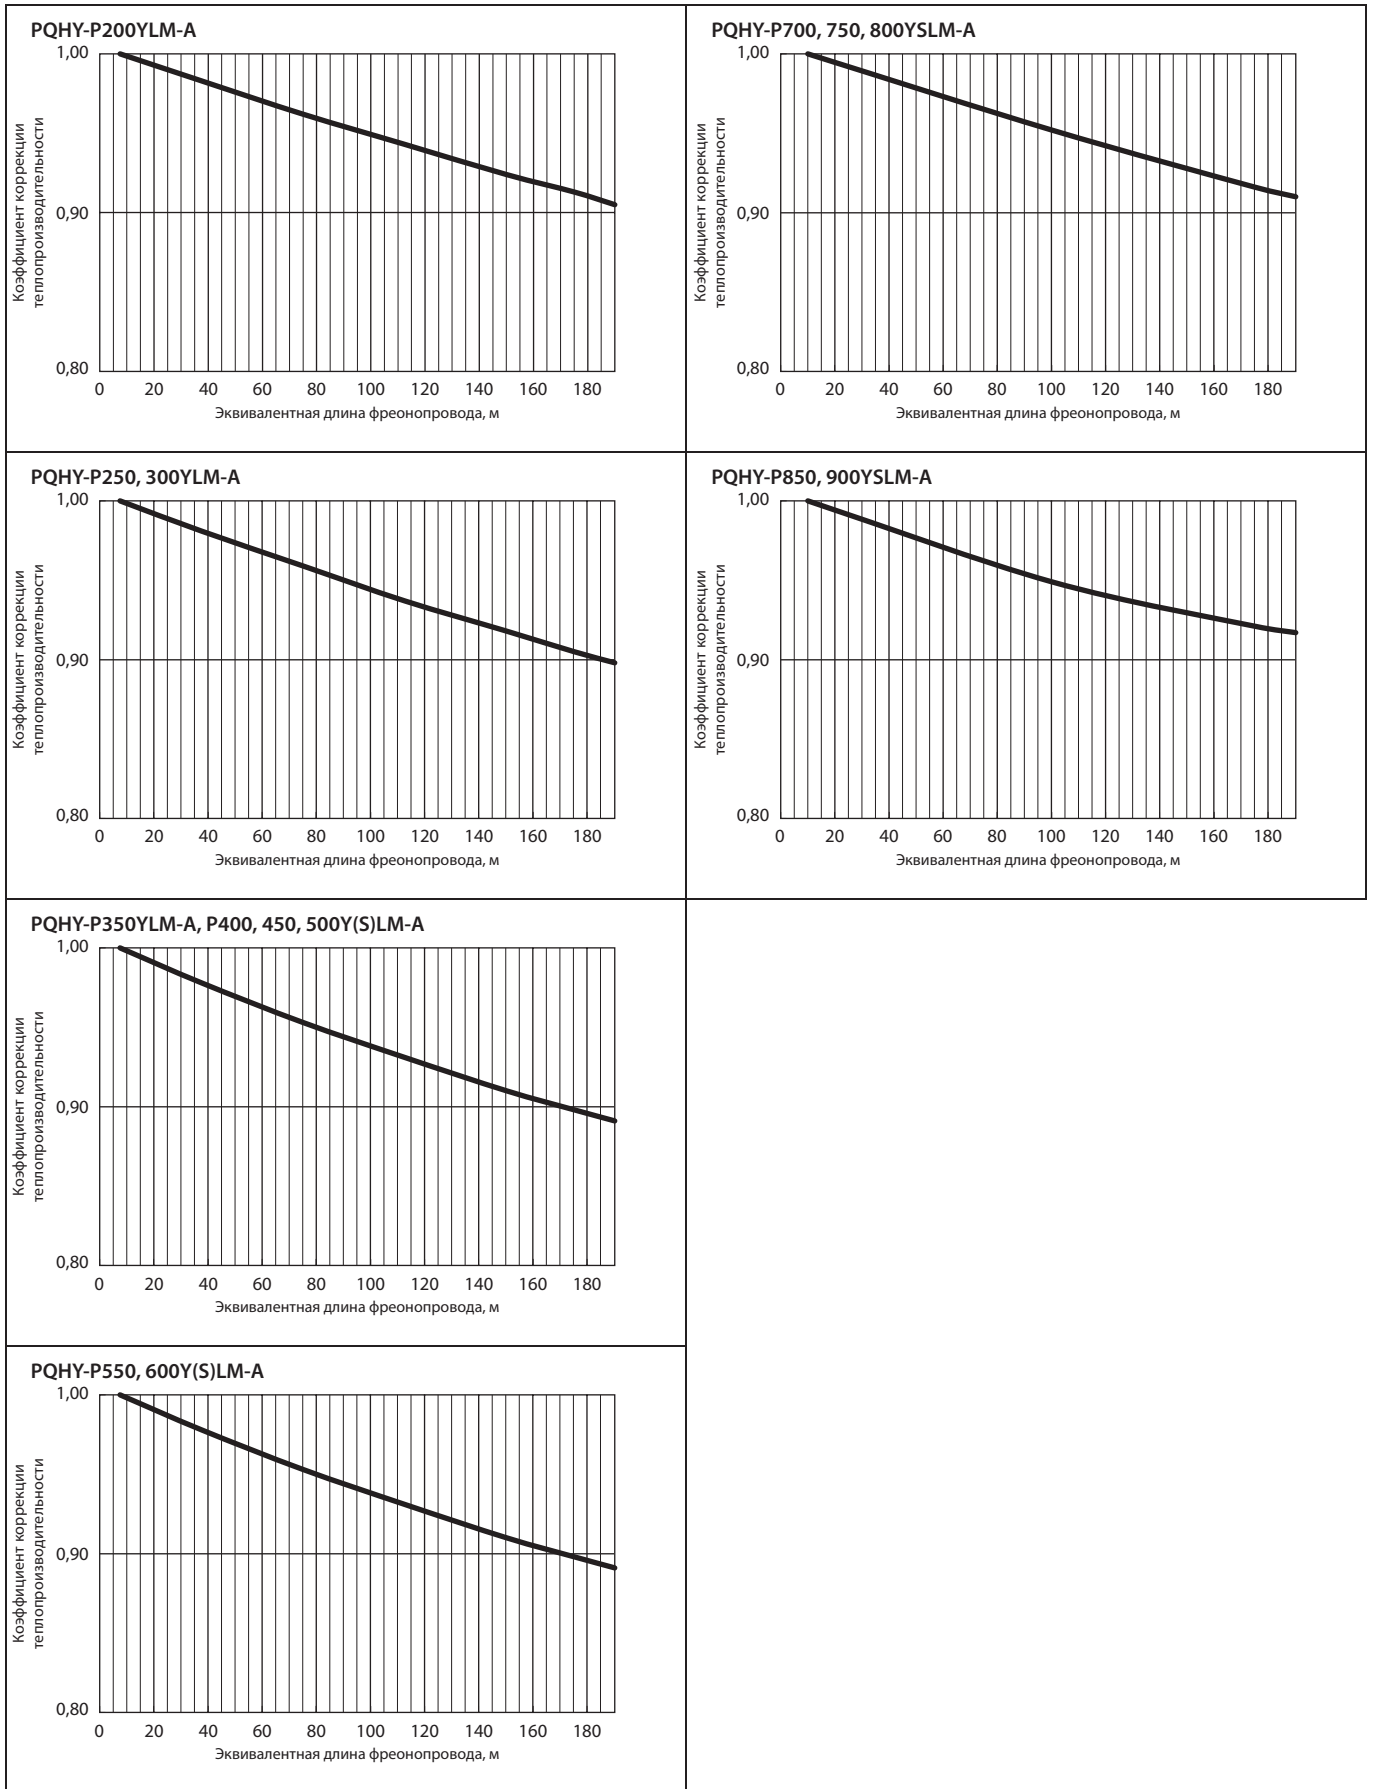 PQHY-P200YLM-A
1,00
0,90
0,80
Коэффициент коррекции
теплопроизводительности
0 20 40 60 80 100 120 140 160 180
Эквивалентная длина фреонопровода, м
PQHY-P700, 750, 800YSLM-A
1,00
0,90
0,80
Коэффициент коррекции
теплопроизводительности
0 20 40 60 80 100 120 140 160 180
Эквивалентная длина фреонопровода, м
PQHY-P250, 300YLM-A
1,00
0,90
0,80
Коэффициент коррекции
теплопроизводительности
0 20 40 60 80 100 120 140 160 180
Эквивалентная длина фреонопровода, м
PQHY-P850, 900YSLM-A
1,00
0,90
0,80
Коэффициент коррекции
теплопроизводительности
0 20 40 60 80 100 120 140 160 180
Эквивалентная длина фреонопровода, м
PQHY-P350YLM-A, P400, 450, 500Y(S)LM-A
1,00
0,90
0,80
Коэффициент коррекции
теплопроизводительности
0 20 40 60 80 100 120 140 160 180
Эквивалентная длина фреонопровода, м
PQHY-P550, 600Y(S)LM-A
1,00
0,90
0,80
Коэффициент коррекции
теплопроизводительности
0 20 40 60 80 100 120 140 160 180
Эквивалентная длина фреонопровода, м